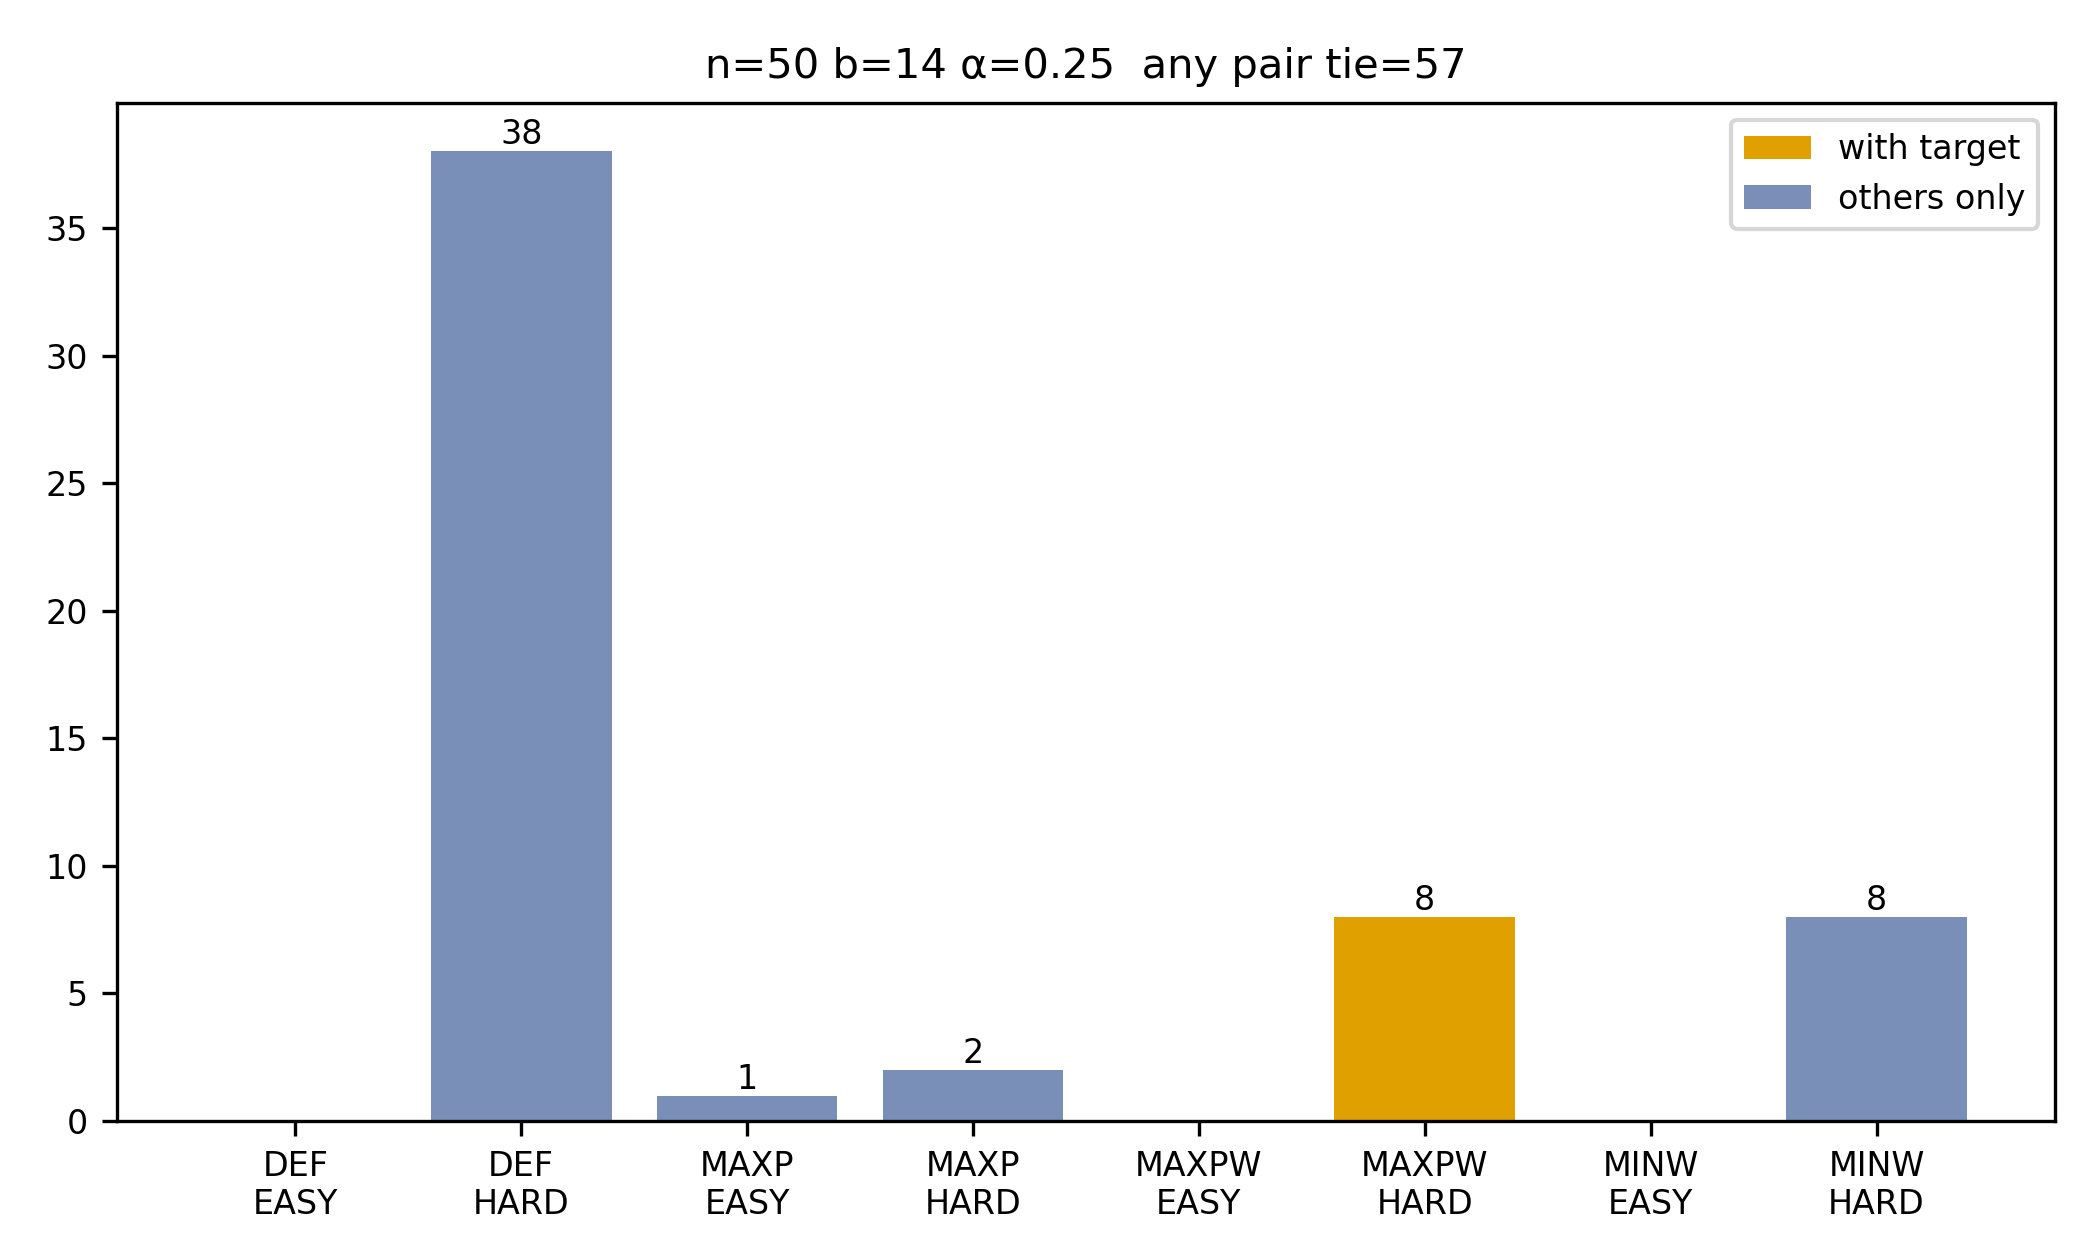 n=50 b=14 α=0.25  any pair tie=57
with target
others only
38
1
2
8
8
35
30
25
20
15
10
5
0
DEF
EASY
DEF
HARD
MAXP
EASY
MAXP
HARD
MAXPW
EASY
MAXPW
HARD
MINW
EASY
MINW
HARD